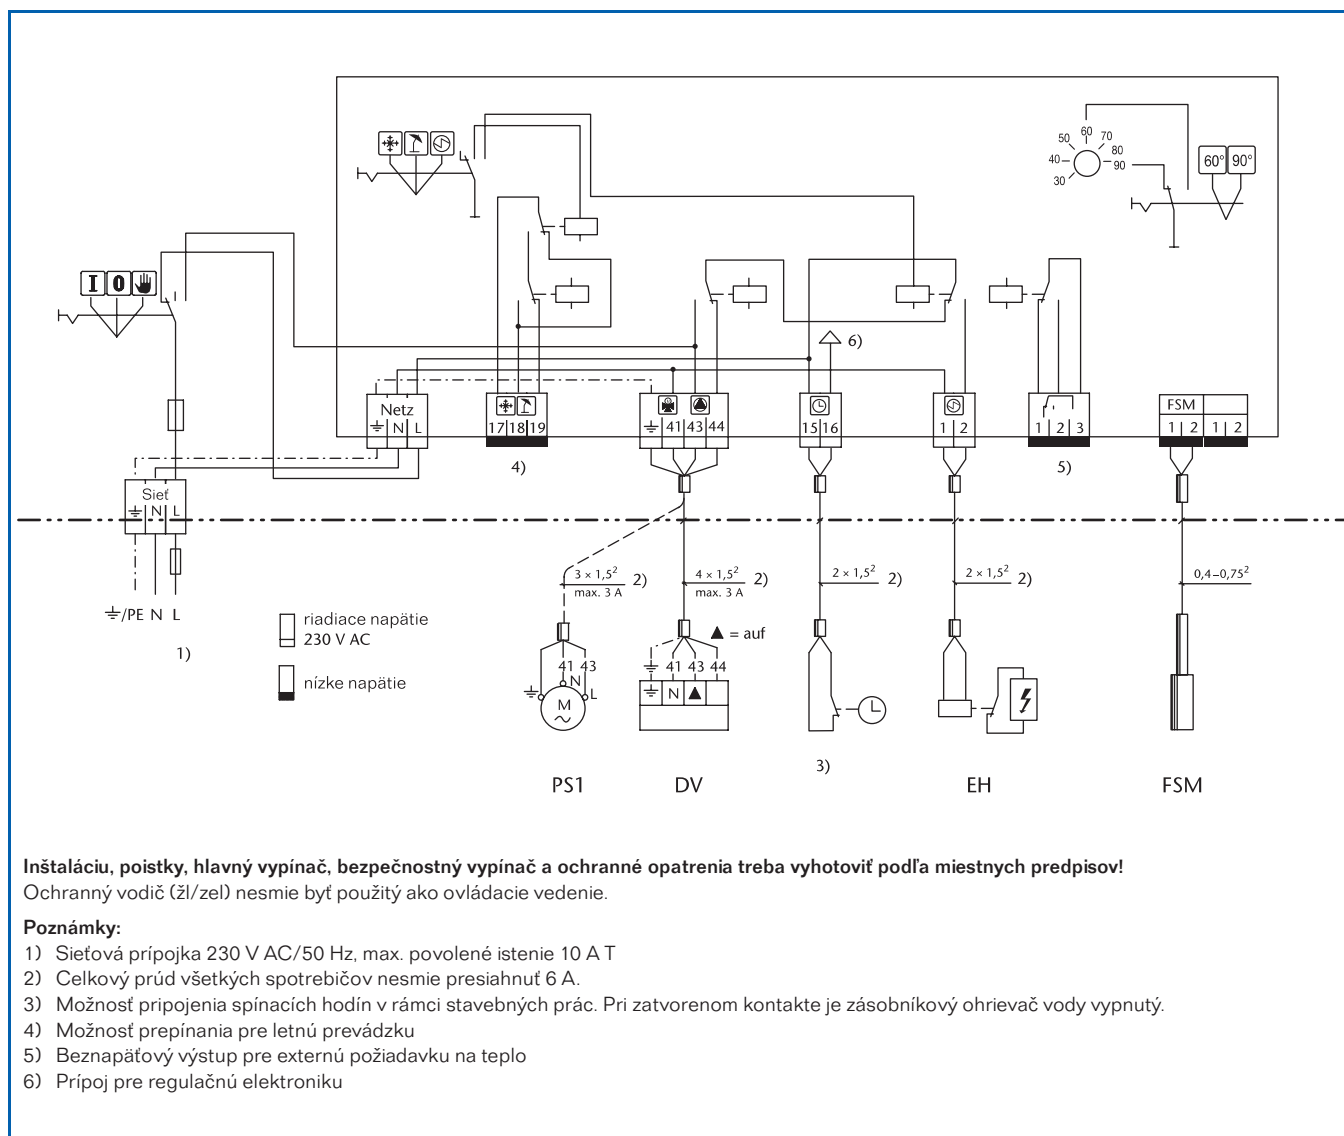 60
50 70
80
40 90
30
60° 90°
I 0
6)
Netz
N L
17 18 19
41 43 44
15 16
1 2
1 2 3
FSM
1 2 1 2
4)
5)
Sieť
N L
3 × 1,5² 2)
max. 3 A
4 × 1,5² 2)
max. 3 A
2 × 1,5² 2)
2 × 1,5² 2)
0,4–0,75²
/PE N L
riadiace napätie
230 V AC
1)
nízke napätie
▲ = auf
41 43
N
L
M
41 43 44
N
3)
PS1
DV
EH
FSM
Inštaláciu, poistky, hlavný vypínač, bezpečnostný vypínač a ochranné opatrenia treba vyhotoviť podľa miestnych predpisov!
Ochranný vodič (žl/zel) nesmie byť použitý ako ovládacie vedenie.
Poznámky:
1) Sieťová prípojka 230 V AC/50 Hz, max. povolené istenie 10 A T
2) Celkový prúd všetkých spotrebičov nesmie presiahnuť 6 A.
3) Možnosť pripojenia spínacích hodín v rámci stavebných prác. Pri zatvorenom kontakte je zásobníkový ohrievač vody vypnutý.
4) Možnosť prepínania pre letnú prevádzku
5) Beznapäťový výstup pre externú požiadavku na teplo
6) Prípoj pre regulačnú elektroniku